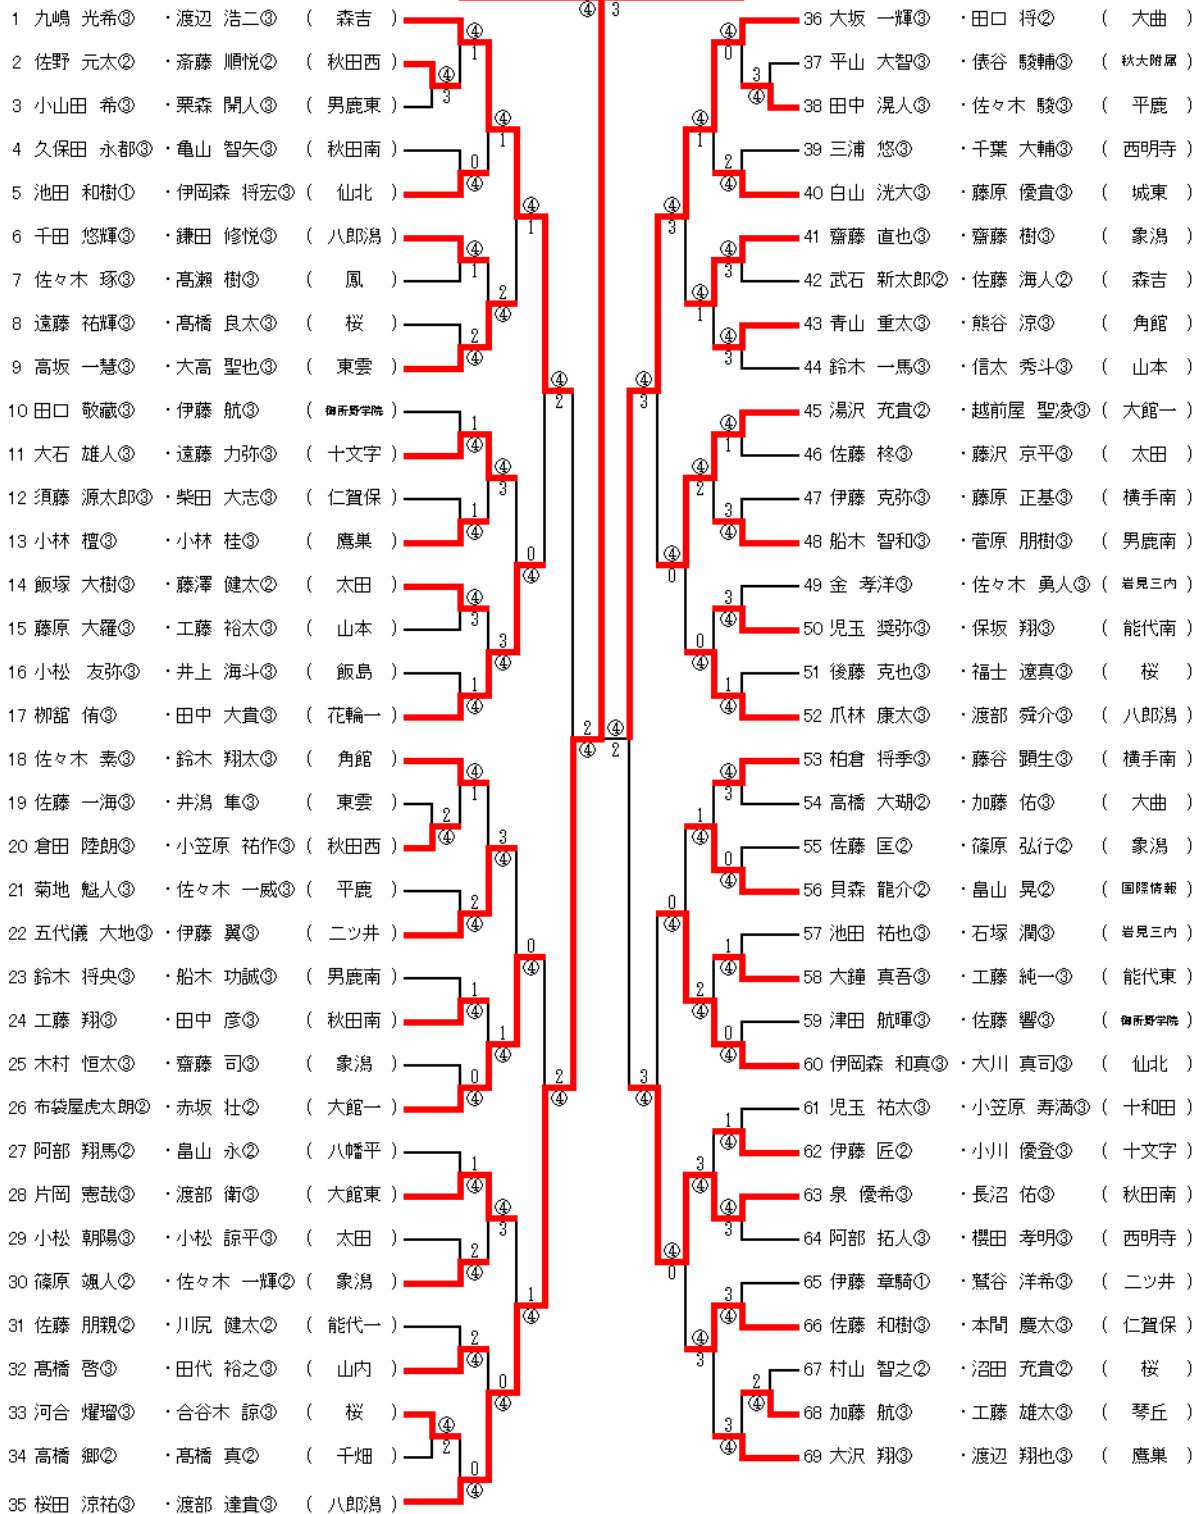 ④ 3
1 九嶋 光希③ ・渡辺 浩二③ ( 森吉 )
2 佐野 元太② ・斎藤 順悦② ( 秋田西 )
3 小山田 希③ ・栗森 開人③ ( 男鹿東 )
4 久保田 永都③ ・亀山 智矢③ ( 秋田南 )
5 池田 和樹① ・伊岡森 将宏③ ( 仙北 )
6 千田 悠輝③ ・鎌田 修悦③ ( 八郎潟 )
7 佐々木 琢③ ・髙瀬 樹③ ( 鳳 )
8 遠藤 祐輝③ ・髙橋 良太③ ( 桜 )
9 高坂 一慧③ ・大高 聖也③ ( 東雲 )
10 田口 敬蔵③ ・伊藤 航③ ( 御所野学院 )
11 大石 雄人③ ・遠藤 力弥③ ( 十文字 )
12 須藤 源太郎③ ・柴田 大志③ ( 仁賀保 )
13 小林 檀③ ・小林 桂③ ( 鷹巣 )
14 飯塚 大樹③ ・藤澤 健太② ( 太田 )
15 藤原 大羅③ ・工藤 裕太③ ( 山本 )
16 小松 友弥③ ・井上 海斗③ ( 飯島 )
17 栁舘 侑③ ・田中 大貴③ ( 花輪一 )
18 佐々木 素③ ・鈴木 翔太③ ( 角館 )
19 佐藤 一海③ ・井潟 隼③ ( 東雲 )
20 倉田 陸朗③ ・小笠原 祐作③ ( 秋田西 )
21 菊地 魁人③ ・佐々木 一威③ ( 平鹿 )
22 五代儀 大地③ ・伊藤 翼③ ( 二ツ井 )
23 鈴木 将央③ ・船木 功誠③ ( 男鹿南 )
24 工藤 翔③ ・田中 彦③ ( 秋田南 )
25 木村 恒太③ ・齋藤 司③ ( 象潟 )
26 布袋屋虎太朗② ・赤坂 壮② ( 大館一 )
27 阿部 翔馬② ・畠山 永② ( 八幡平 )
28 片岡 憲哉③ ・渡部 衛③ ( 大館東 )
29 小松 朝陽③ ・小松 諒平③ ( 太田 )
30 篠原 颯人② ・佐々木 一輝② ( 象潟 )
31 佐藤 朋親② ・川尻 健太② ( 能代一 )
32 髙橋 啓③ ・田代 裕之③ ( 山内 )
33 河合 燿瑠③ ・合谷木 諒③ ( 桜 )
34 高橋 郷② ・髙橋 真② ( 千畑 )
35 桜田 涼祐③ ・渡部 達貴③ ( 八郎潟 )
36 大坂 一輝③ ・田口 将② ( 大曲 )
37 平山 大智③ ・俵谷 駿輔③ ( 秋大附属 )
38 田中 滉人③ ・佐々木 駿③ ( 平鹿 )
39 三浦 悠③ ・千葉 大輔③ ( 西明寺 )
40 白山 洸大③ ・藤原 優貴③ ( 城東 )
41 齋藤 直也③ ・齋藤 樹③ ( 象潟 )
42 武石 新太郎② ・佐藤 海人② ( 森吉 )
43 青山 重太③ ・熊谷 涼③ ( 角館 )
44 鈴木 一馬③ ・信太 秀斗③ ( 山本 )
45 湯沢 充貴② ・越前屋 聖凌③ ( 大館一 )
46 佐藤 柊③ ・藤沢 京平③ ( 太田 )
47 伊藤 克弥③ ・藤原 正基③ ( 横手南 )
48 船木 智和③ ・菅原 朋樹③ ( 男鹿南 )
49 金 孝洋③ ・佐々木 勇人③ ( 岩見三内 )
50 児玉 奨弥③ ・保坂 翔③ ( 能代南 )
51 後藤 克也③ ・福士 遼真③ ( 桜 )
52 爪林 康太③ ・渡部 舜介③ ( 八郎潟 )
53 柏倉 将季③ ・藤谷 顕生③ ( 横手南 )
54 高橋 大瑚② ・加藤 佑③ ( 大曲 )
55 佐藤 匡② ・篠原 弘行② ( 象潟 )
56 貝森 龍介② ・畠山 晃② ( 国際情報 )
57 池田 祐也③ ・石塚 潤③ ( 岩見三内 )
58 大鐘 真吾③ ・工藤 純一③ ( 能代東 )
59 津田 航暉③ ・佐藤 響③ ( 御所野学院 )
60 伊岡森 和真③ ・大川 真司③ ( 仙北 )
61 児玉 祐太③ ・小笠原 寿満③ ( 十和田 )
62 伊藤 匠② ・小川 優登③ ( 十文字 )
63 泉 優希③ ・長沼 佑③ ( 秋田南 )
64 阿部 拓人③ ・櫻田 孝明③ ( 西明寺 )
65 伊藤 章騎① ・鷲谷 洋希③ ( 二ツ井 )
66 佐藤 和樹③ ・本間 慶太③ ( 仁賀保 )
67 村山 智之② ・沼田 充貴② ( 桜 )
68 加藤 航③ ・工藤 雄太③ ( 琴丘 )
69 大沢 翔③ ・渡辺 翔也③ ( 鷹巣 )